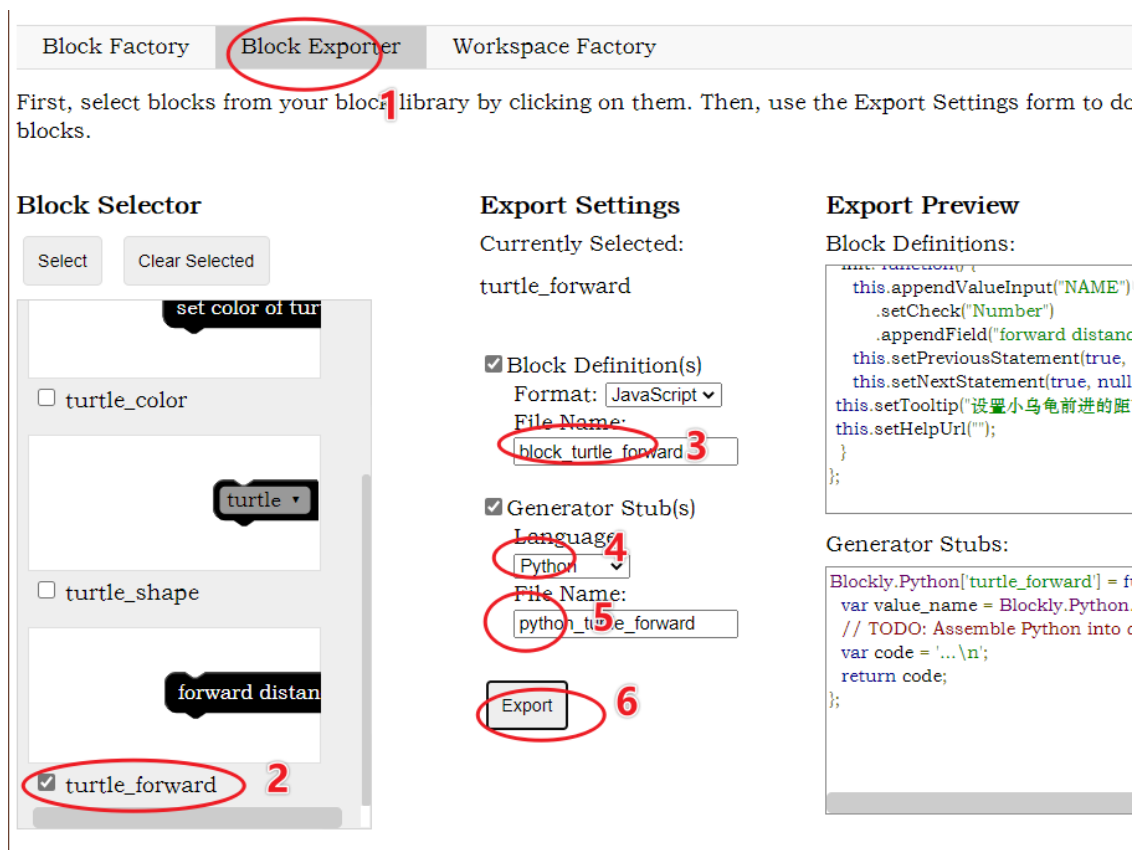 Block Factory
Block Exporter
Workspace Factory
1
First, select blocks from your block library by clicking on them. Then, use the Export Settings form to do
blocks.
Block Selector
Select
Clear Selected
set color of tur
turtle_color
turtle ▾
turtle_shape
forward distan
turtle_forward
2
Export Settings
Currently Selected:
turtle_forward
Block Definition(s)
Format: JavaScript
File Name:
block_turtle_forward
3
Generator Stub(s)
Language
4
Python
File Name:
5
python_turtle_forward
Export
6
Export Preview
Block Definitions:
init: function() {
this.appendValueInput("NAME")
.setCheck("Number")
.appendField("forward distanc
this.setPreviousStatement(true,
this.setNextStatement(true, null
this.setTooltip("设置小乌龟前进的距
this.setHelpUrl("");
}
};
Generator Stubs:
Blockly.Python['turtle_forward'] = fu
var value_name = Blockly.Python.
// TODO: Assemble Python into c
var code = '...\n';
return code;
};